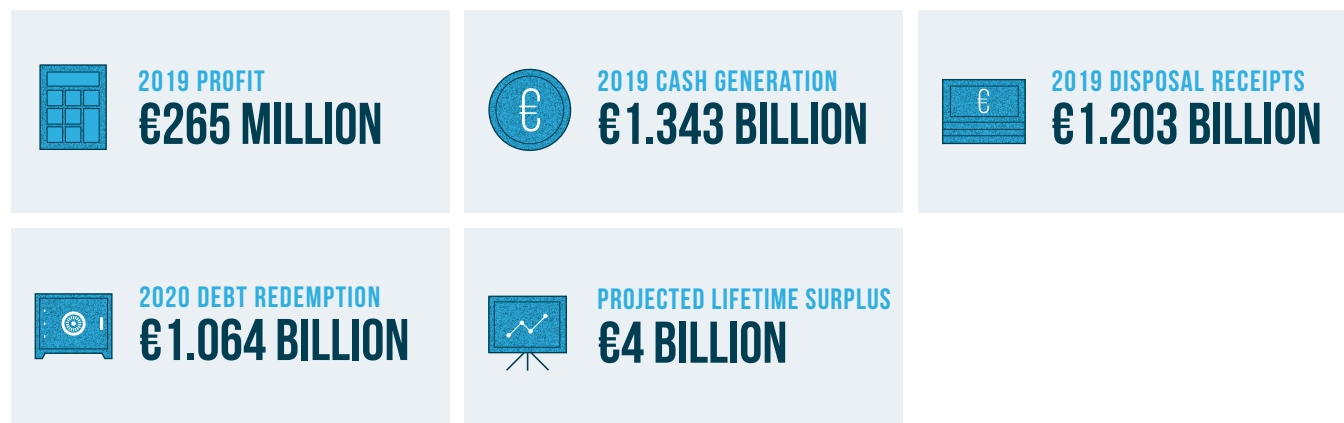 2019 PROFIT
€265 MILLION
€
2019 CASH GENERATION
€1.343 BILLION
€
2019 DISPOSAL RECEIPTS
€1.203 BILLION
2020 DEBT REDEMPTION
€1.064 BILLION
PROJECTED LIFETIME SURPLUS
€4 BILLION